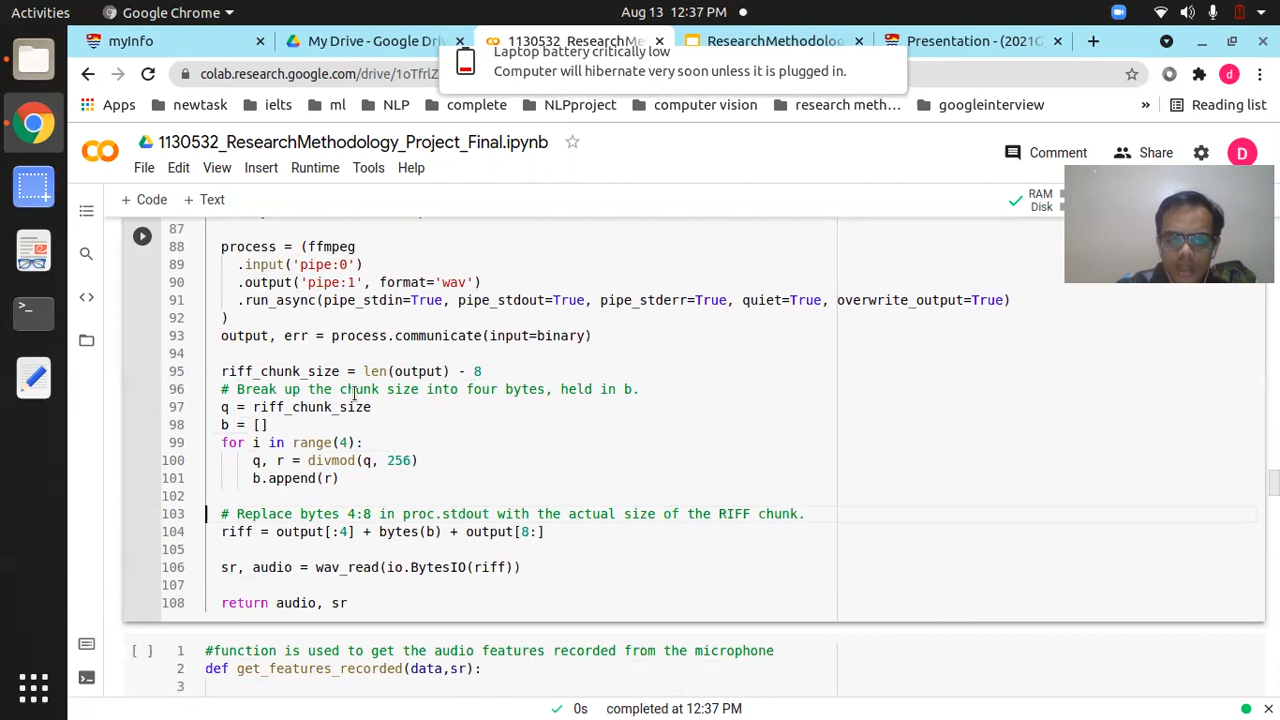 Activities
Google Chrome
Aug 13 12:37 PM
myInfo
My Drive - Google Dri
1130532_ResearchMe
ResearchMethodolo
Presentation - (2021G
Laptop battery critically low
Computer will hibernate very soon unless it is plugged in.
colab.research.google.com/drive/1oTfrlZ
Apps
newtask
ielts
ml
NLP
complete
NLPproject
computer vision
research meth…
googleinterview
»
Reading list
1130532_ResearchMethodology_Project_Final.ipynb
File Edit View Insert Runtime Tools Help
Comment
Share
D
+ Code + Text
RAM
Disk
87
88 process = (ffmpeg
89 .input('pipe:0')
90 .output('pipe:1', format='wav')
91 .run_async(pipe_stdin=True, pipe_stdout=True, pipe_stderr=True, quiet=True, overwrite_output=True)
92 )
93 output, err = process.communicate(input=binary)
94
95 riff_chunk_size = len(output) - 8
96 # Break up the chunk size into four bytes, held in b.
97 q = riff_chunk_size
98 b = []
99 for i in range(4):
100 q, r = divmod(q, 256)
101 b.append(r)
102
103 # Replace bytes 4:8 in proc.stdout with the actual size of the RIFF chunk.
104 riff = output[:4] + bytes(b) + output[8:]
105
106 sr, audio = wav_read(io.BytesIO(riff))
107
108 return audio, sr
[ ] 1 #function is used to get the audio features recorded from the microphone
2 def get_features_recorded(data,sr):
3
0s completed at 12:37 PM